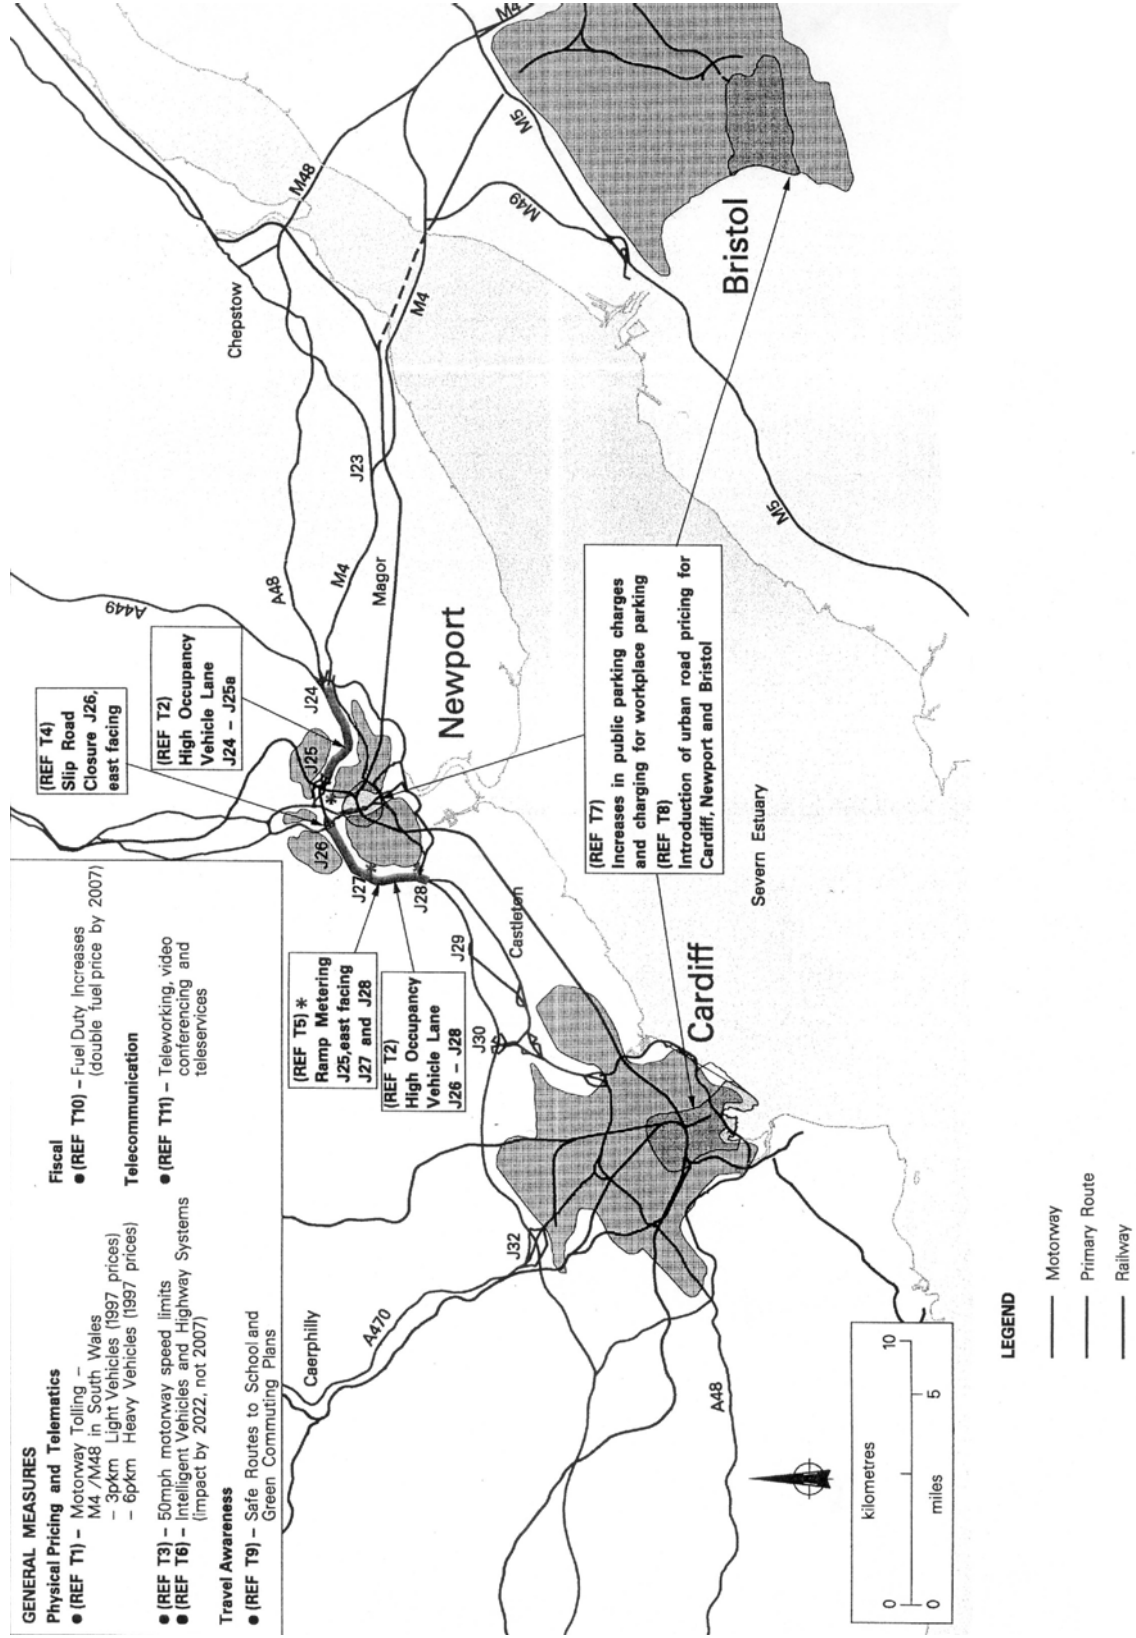 GENERAL MEASURES
Physical Pricing and Telematics
● (REF T1) – Motorway Tolling –
M4 /M48 in South Wales
– 3p/km Light Vehicles (1997 prices)
– 6p/km Heavy Vehicles (1997 prices)
● (REF T3) – 50mph motorway speed limits
● (REF T6) – Intelligent Vehicles and Highway Systems
(impact by 2022, not 2007)
Travel Awareness
● (REF T9) – Safe Routes to School and
Green Commuting Plans
Fiscal
● (REF T10) – Fuel Duty Increases
(double fuel price by 2007)
Telecommunication
● (REF T11) – Teleworking, video
conferencing and
teleservices
(REF T4)
Slip Road
Closure J26,
east facing
(REF T2)
High Occupancy
Vehicle Lane
J24 – J25a
(REF T5) *
Ramp Metering
J25,east facing
J27 and J28
(REF T2)
High Occupancy
Vehicle Lane
J26 – J28
(REF T7)
Increases in public parking charges
and charging for workplace parking
(REF T8)
Introduction of urban road pricing for
Cardiff, Newport and Bristol
Caerphilly
A470
J32
A48
Cardiff
J30
J29
Castleton
J28
J27
J26
J25
J24
*
*
*
Newport
A449
A48
M4
Magor
J23
Chepstow
M48
M4
M4
M5
M49
Bristol
M5
Severn Estuary
kilometres
0
10
0
5
miles
LEGEND
Motorway
Primary Route
Railway